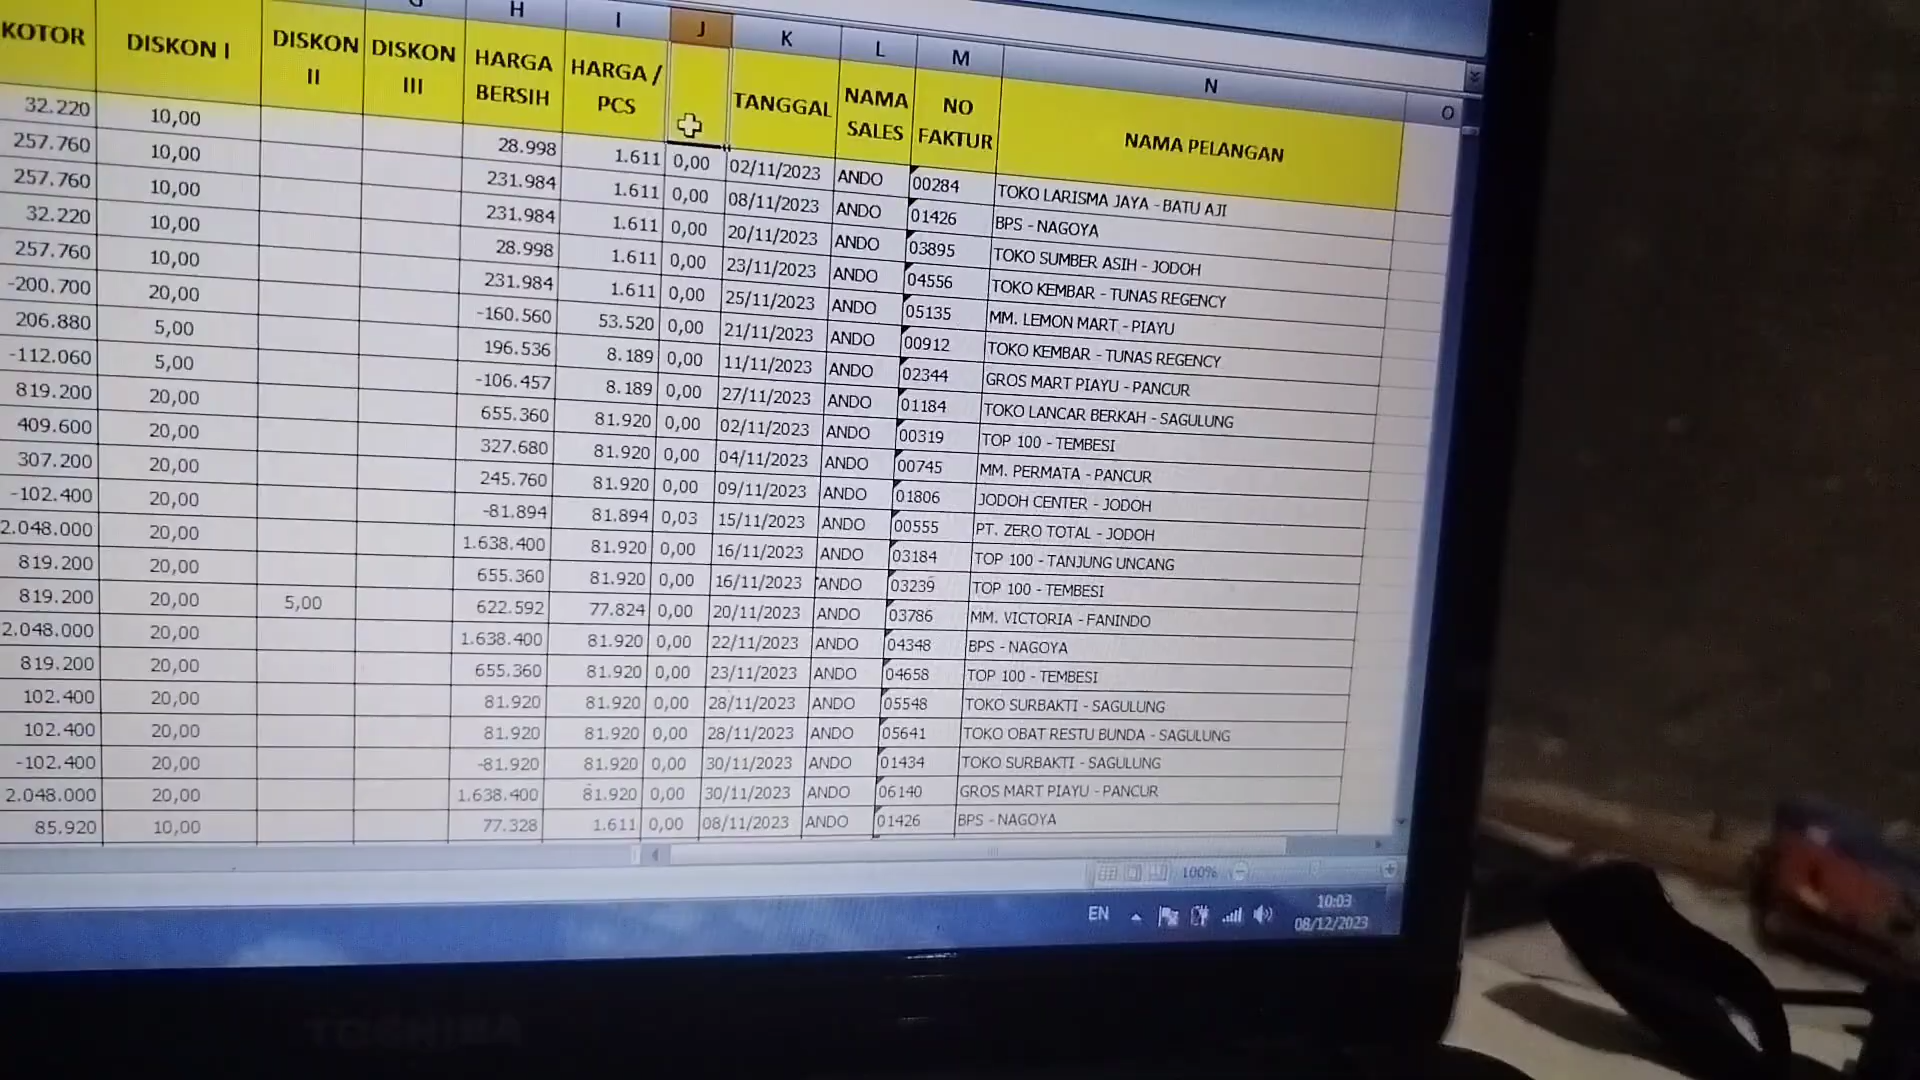 H I J K L M N O
KOTOR DISKON I DISKON II DISKON III HARGA BERSIH HARGA / PCS TANGGAL NAMA SALES NO FAKTUR NAMA PELANGAN
32.220 10,00 28.998 1.611 0,00 02/11/2023 ANDO 00284 TOKO LARISMA JAYA - BATU AJI
257.760 10,00 231.984 1.611 0,00 08/11/2023 ANDO 01426 BPS - NAGOYA
257.760 10,00 231.984 1.611 0,00 20/11/2023 ANDO 03895 TOKO SUMBER ASIH - JODOH
32.220 10,00 28.998 1.611 0,00 23/11/2023 ANDO 04556 TOKO KEMBAR - TUNAS REGENCY
257.760 10,00 231.984 1.611 0,00 25/11/2023 ANDO 05135 MM. LEMON MART - PIAYU
-200.700 20,00 -160.560 53.520 0,00 21/11/2023 ANDO 00912 TOKO KEMBAR - TUNAS REGENCY
206.880 5,00 196.536 8.189 0,00 11/11/2023 ANDO 02344 GROS MART PIAYU - PANCUR
-112.060 5,00 -106.457 8.189 0,00 27/11/2023 ANDO 01184 TOKO LANCAR BERKAH - SAGULUNG
819.200 20,00 655.360 81.920 0,00 02/11/2023 ANDO 00319 TOP 100 - TEMBESI
409.600 20,00 327.680 81.920 0,00 04/11/2023 ANDO 00745 MM. PERMATA - PANCUR
307.200 20,00 245.760 81.920 0,00 09/11/2023 ANDO 01806 JODOH CENTER - JODOH
-102.400 20,00 -81.894 81.894 0,03 15/11/2023 ANDO 00555 PT. ZERO TOTAL - JODOH
2.048.000 20,00 1.638.400 81.920 0,00 16/11/2023 ANDO 03184 TOP 100 - TANJUNG UNCANG
819.200 20,00 655.360 81.920 0,00 16/11/2023 ANDO 03239 TOP 100 - TEMBESI
819.200 20,00 5,00 622.592 77.824 0,00 20/11/2023 ANDO 03786 MM. VICTORIA - FANINDO
2.048.000 20,00 1.638.400 81.920 0,00 22/11/2023 ANDO 04348 BPS - NAGOYA
819.200 20,00 655.360 81.920 0,00 23/11/2023 ANDO 04658 TOP 100 - TEMBESI
102.400 20,00 81.920 81.920 0,00 28/11/2023 ANDO 05548 TOKO SURBAKTI - SAGULUNG
102.400 20,00 81.920 81.920 0,00 28/11/2023 ANDO 05641 TOKO OBAT RESTU BUNDA - SAGULUNG
-102.400 20,00 -81.920 81.920 0,00 30/11/2023 ANDO 01434 TOKO SURBAKTI - SAGULUNG
2.048.000 20,00 1.638.400 81.920 0,00 30/11/2023 ANDO 06140 GROS MART PIAYU - PANCUR
85.920 10,00 77.328 1.611 0,00 08/11/2023 ANDO 01426 BPS - NAGOYA
100%
EN 10:03
08/12/2023
TOSHIBA